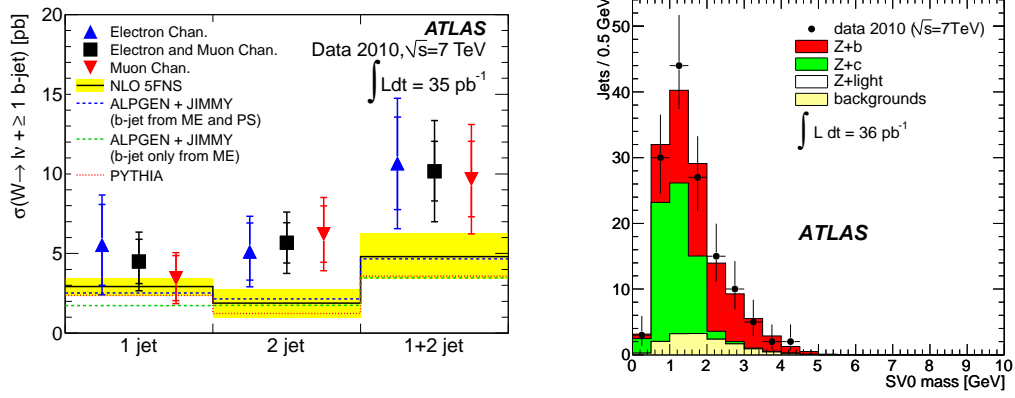 σ(W→ lν + ≥ 1 b-jet) [pb]
20
15
10
5
0
1 jet
2 jet
1+2 jet
ATLAS
Data 2010,√s=7 TeV
∫Ldt = 35 pb⁻¹
Electron Chan.
Electron and Muon Chan.
Muon Chan.
NLO 5FNS
ALPGEN + JIMMY
(b-jet from ME and PS)
ALPGEN + JIMMY
(b-jet only from ME)
PYTHIA
Jets / 0.5 GeV
50
40
30
20
10
0
data 2010 (√s=7TeV)
Z+b
Z+c
Z+light
backgrounds
∫ L dt = 36 pb⁻¹
ATLAS
0 1 2 3 4 5 6 7 8 9 10
SV0 mass [GeV]